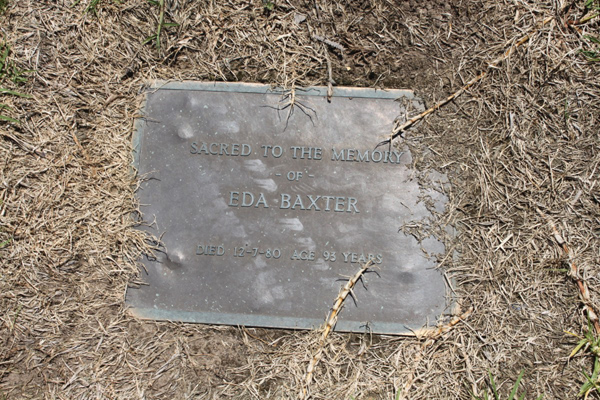 SACRED TO THE MEMORY
- OF -
EDA BAXTER
DIED 12-7-80 AGE 93 YEARS